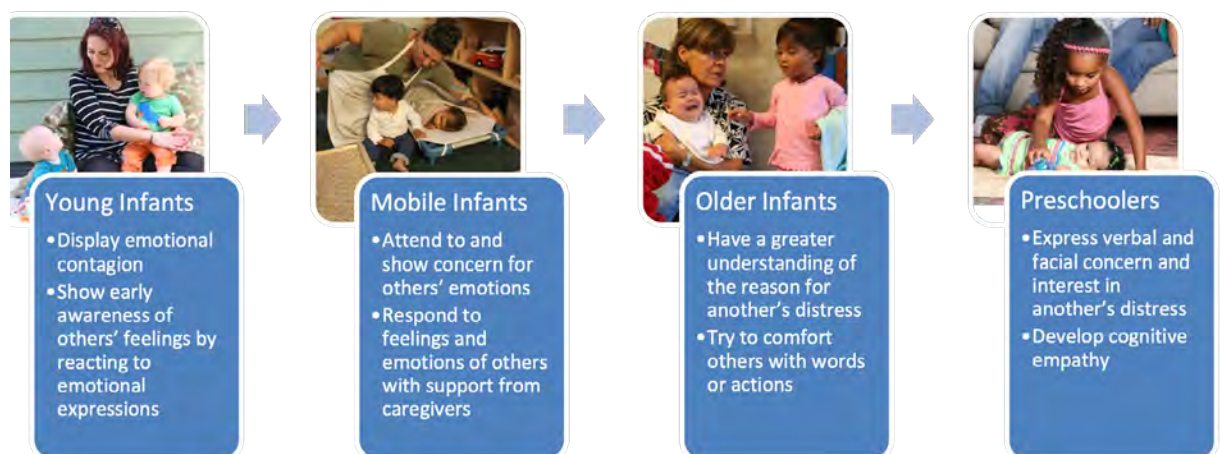 Young Infants
•Display emotional
contagion
•Show early
awareness of
others' feelings by
reacting to
emotional
expressions
Mobile Infants
•Attend to and
show concern for
others' emotions
•Respond to
feelings and
emotions of others
with support from
caregivers
Older Infants
•Have a greater
understanding of
the reason for
another's distress
•Try to comfort
others with words
or actions
Preschoolers
•Express verbal and
facial concern and
interest in
another's distress
•Develop cognitive
empathy